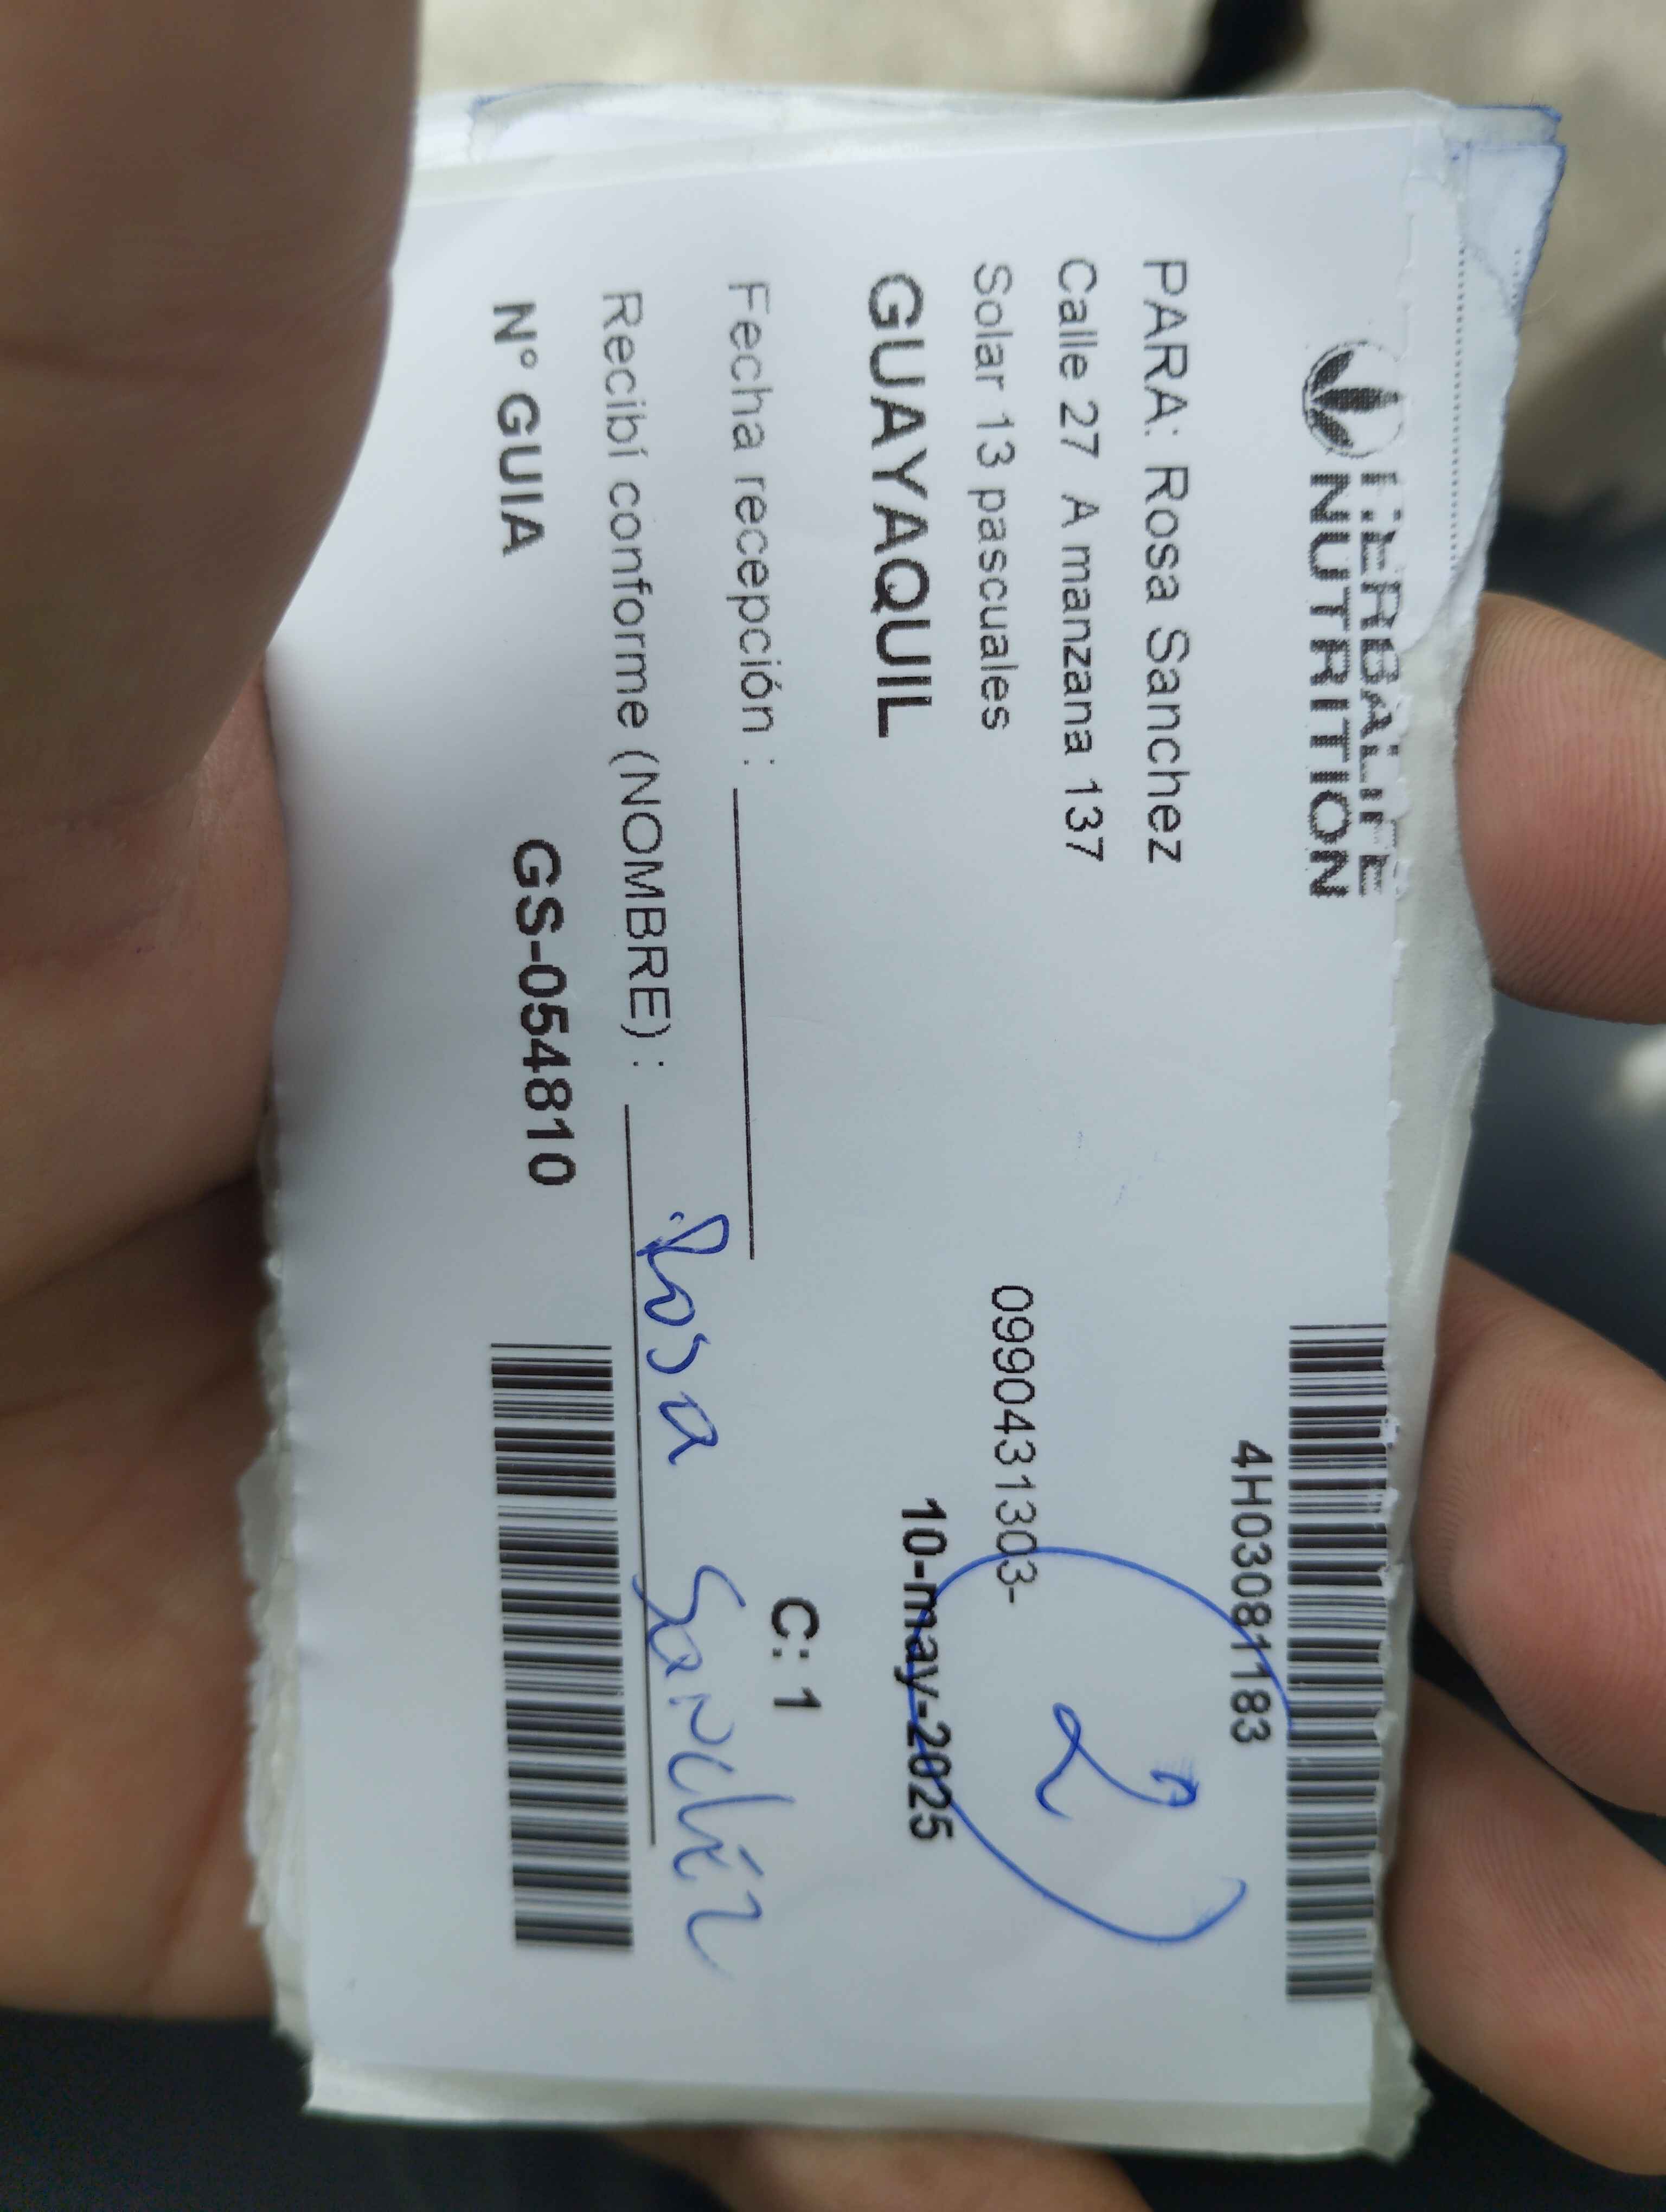 HERBALIFE
NUTRITION
4H03081183
PARA: Rosa Sanchez
Calle 27 A manzana 137
Solar 13 pascuales
0990431303-
2
GUAYAQUIL
10-may-2025
Fecha recepción :
C: 1
Recibí conforme (NOMBRE) : Rosa Sanchez
N° GUIA GS-054810